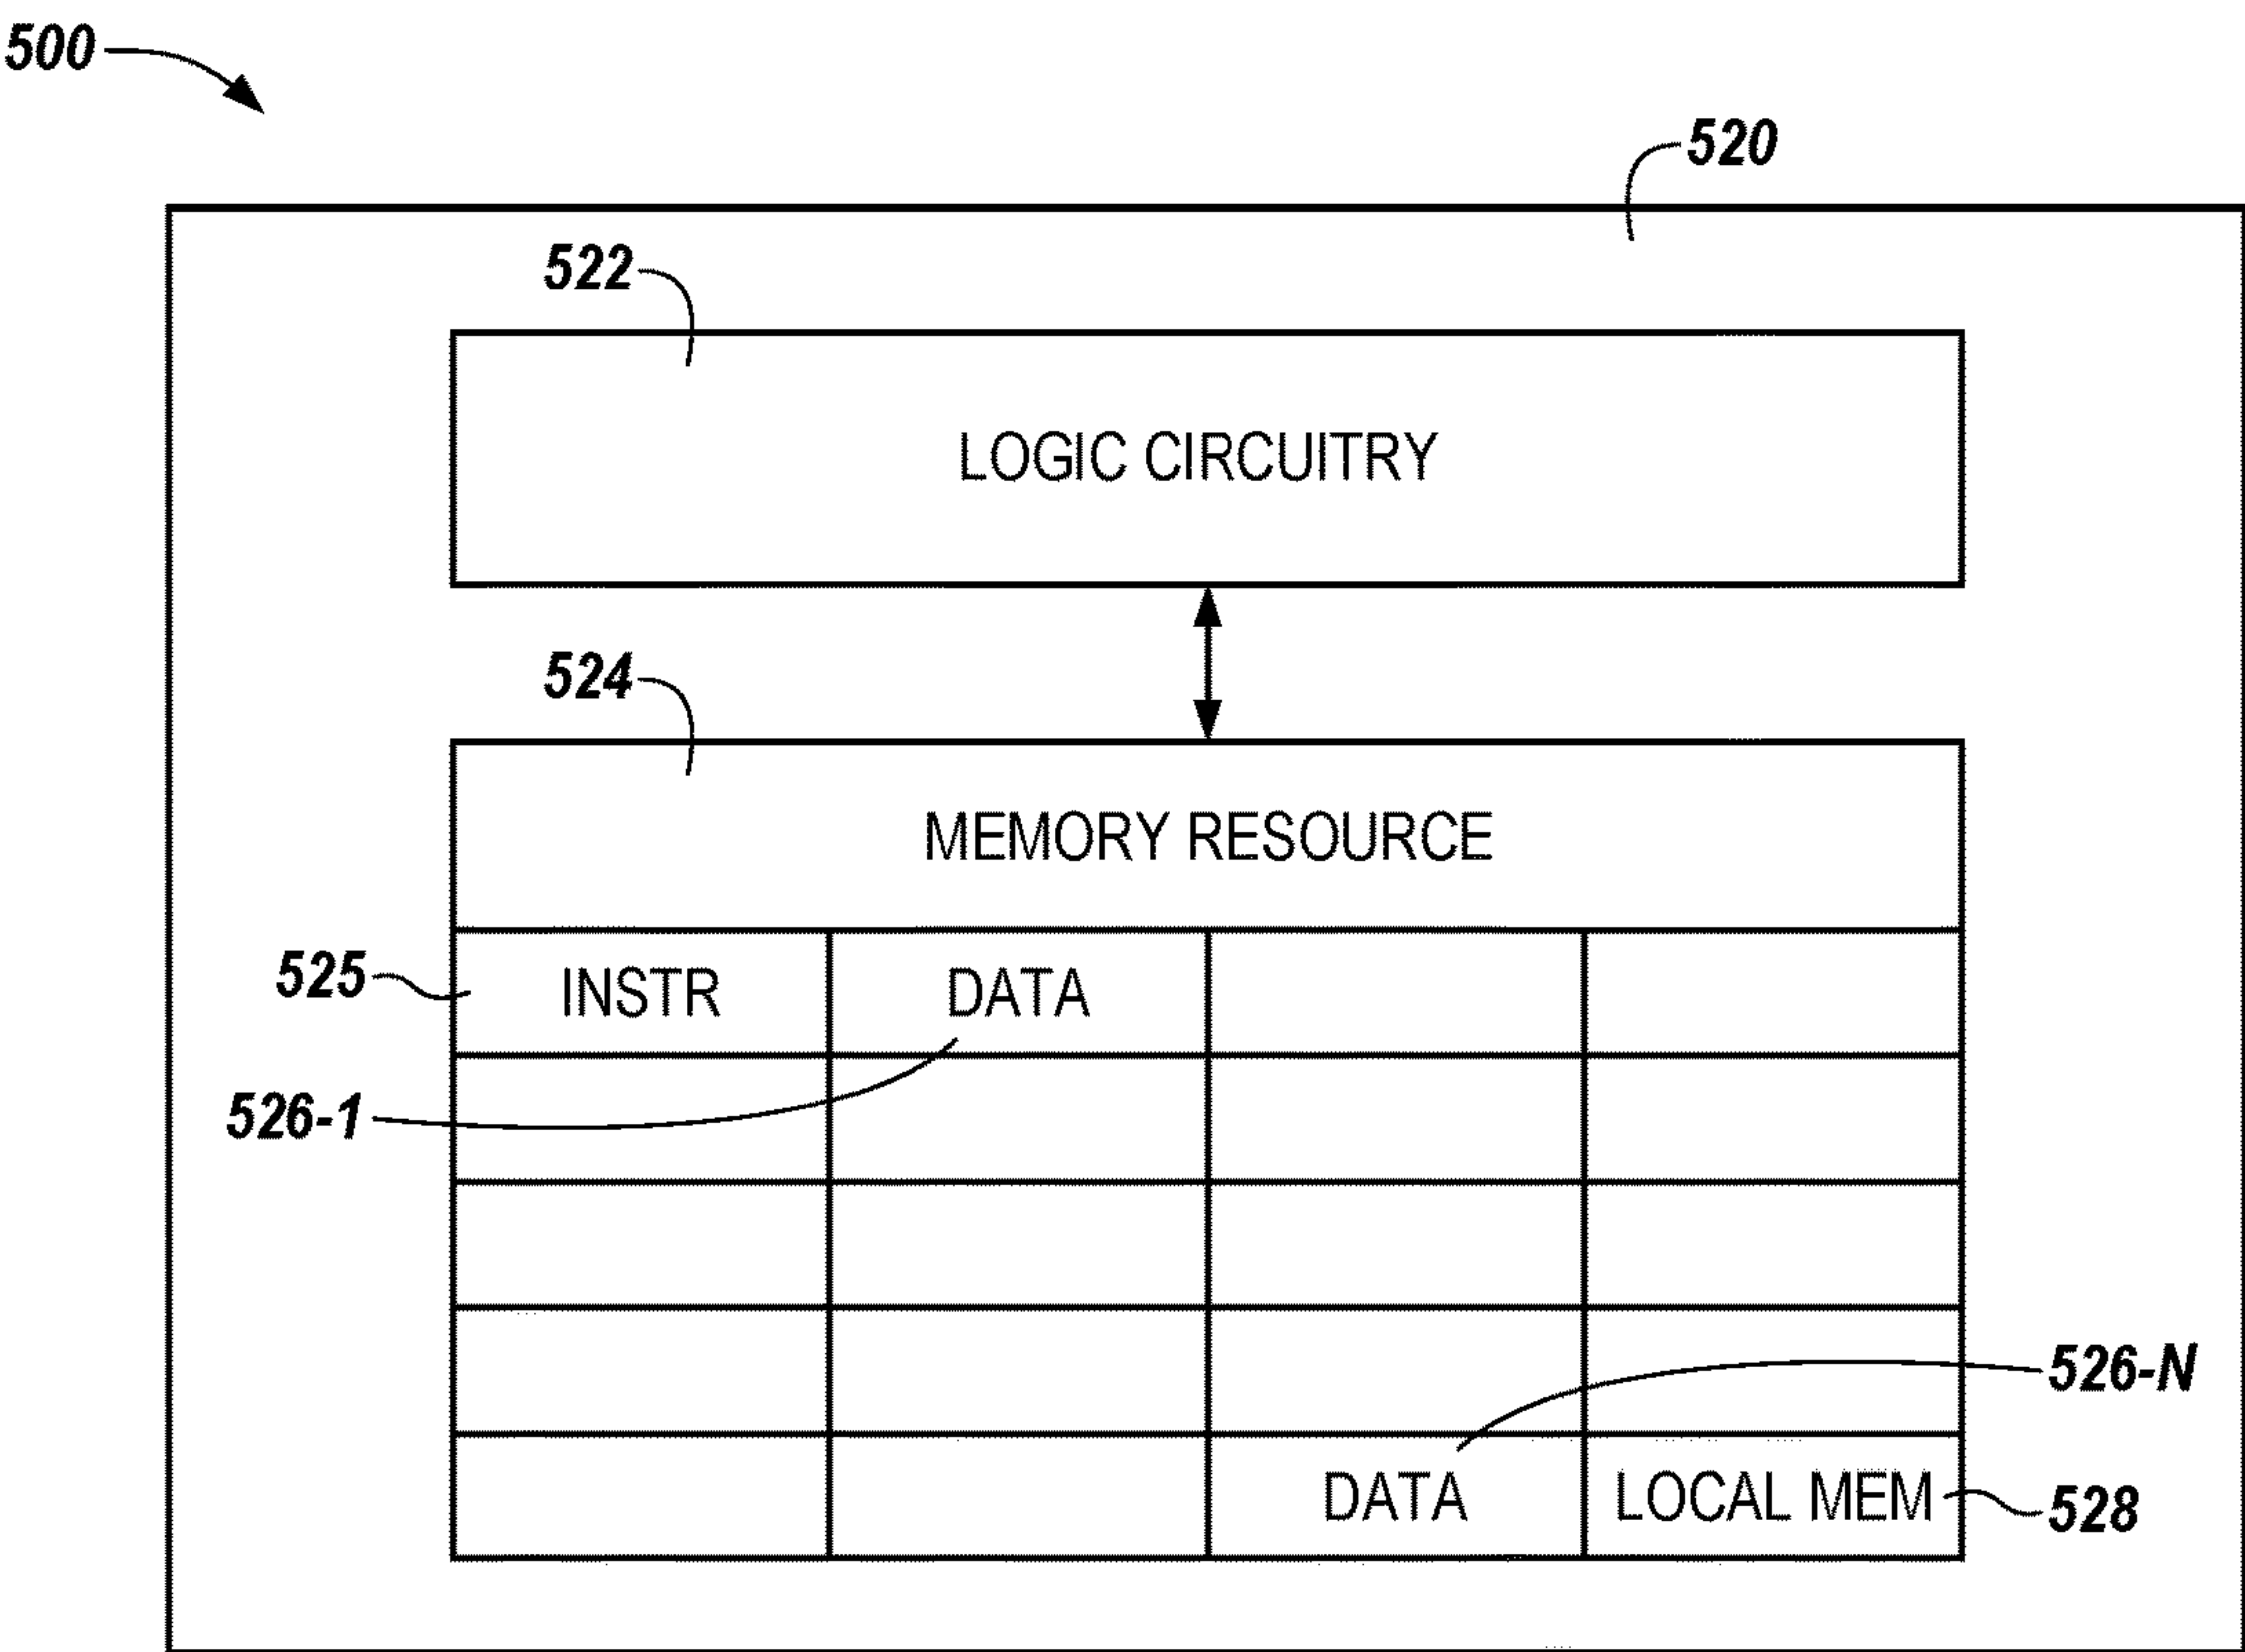 500
520
522
LOGIC CIRCUITRY
524
MEMORY RESOURCE
525 INSTR DATA
526-1
526-N
DATA LOCAL MEM 528